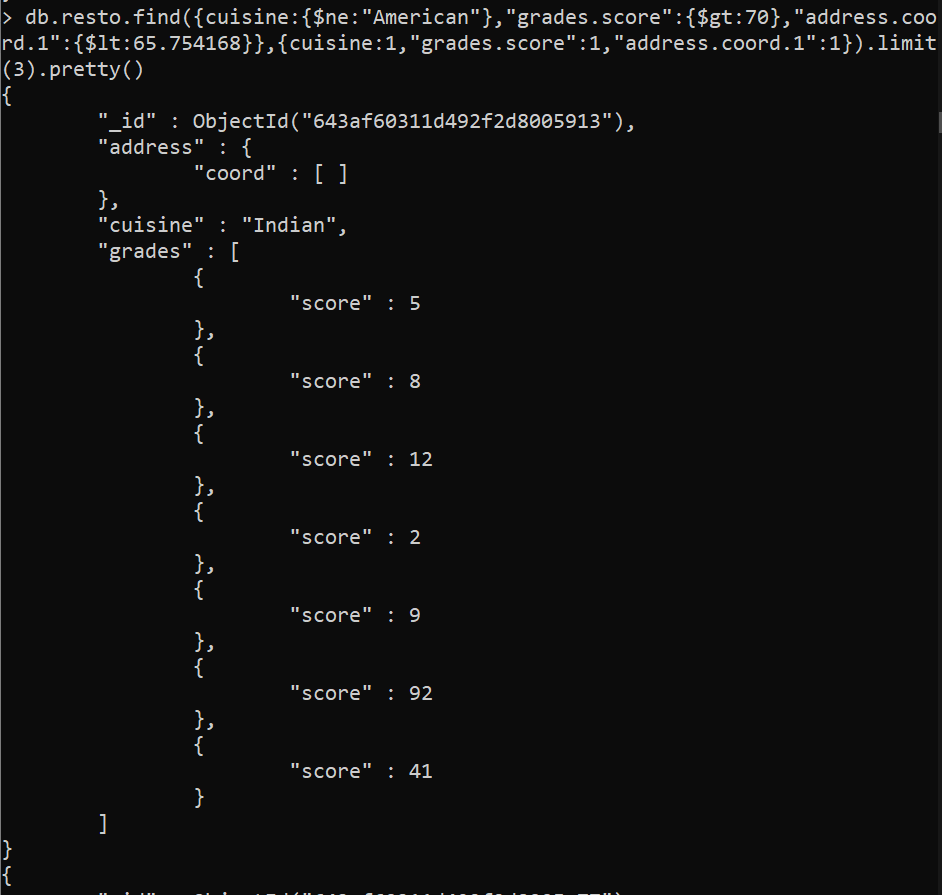 > db.resto.find({cuisine:{$ne:"American"},"grades.score":{$gt:70},"address.coo
rd.1":{$lt:65.754168}},{cuisine:1,"grades.score":1,"address.coord.1":1}).limit
(3).pretty()
{
        "_id" : ObjectId("643af60311d492f2d8005913"),
        "address" : {
                "coord" : [ ]
        },
        "cuisine" : "Indian",
        "grades" : [
                {
                        "score" : 5
                },
                {
                        "score" : 8
                },
                {
                        "score" : 12
                },
                {
                        "score" : 2
                },
                {
                        "score" : 9
                },
                {
                        "score" : 92
                },
                {
                        "score" : 41
                }
        ]
}
{